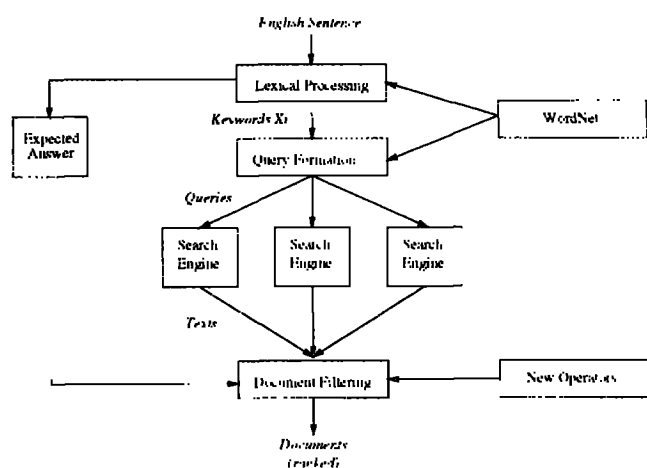 English Sentence
Lexical Processing
Keywords Xi
WordNet
Expected
Answer
Query Formation
Queries
Search
Engine
Search
Engine
Search
Engine
Texts
Document Filtering
New Operators
Documents
(ranked)